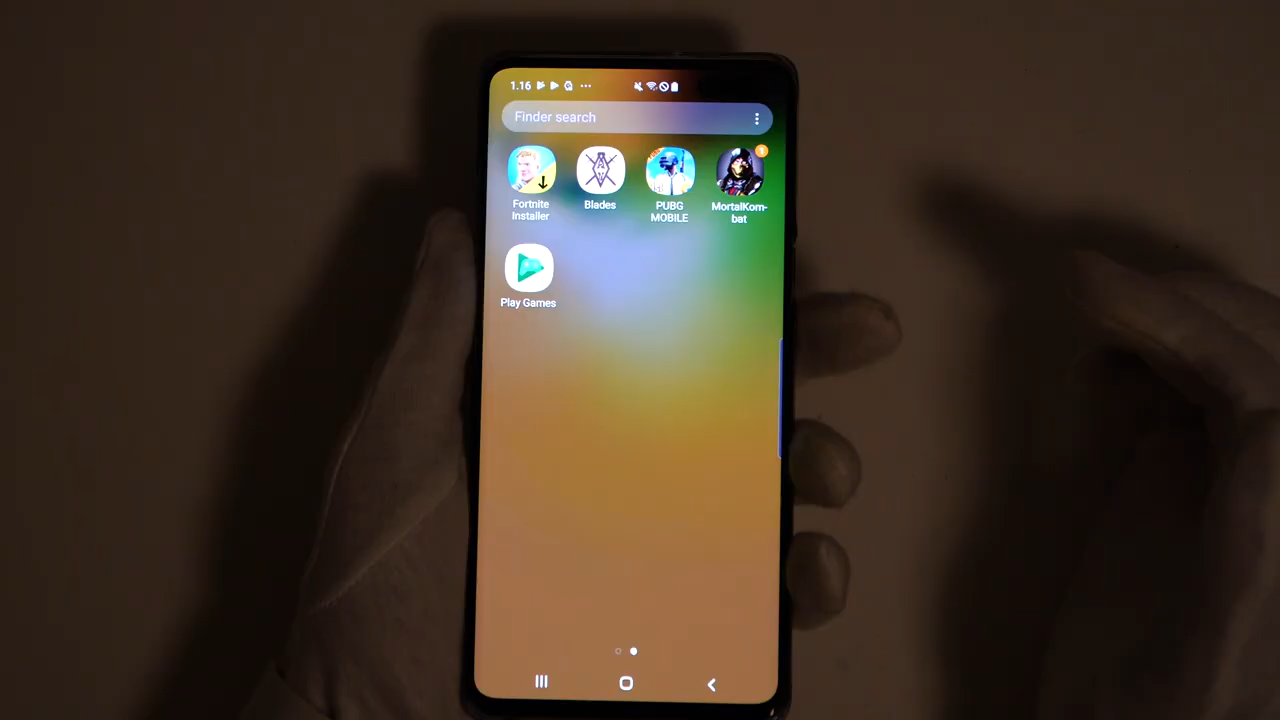 1.16
Finder search
Fortnite
Installer
Blades
PUBG
MOBILE
MortalKom-
bat
Play Games